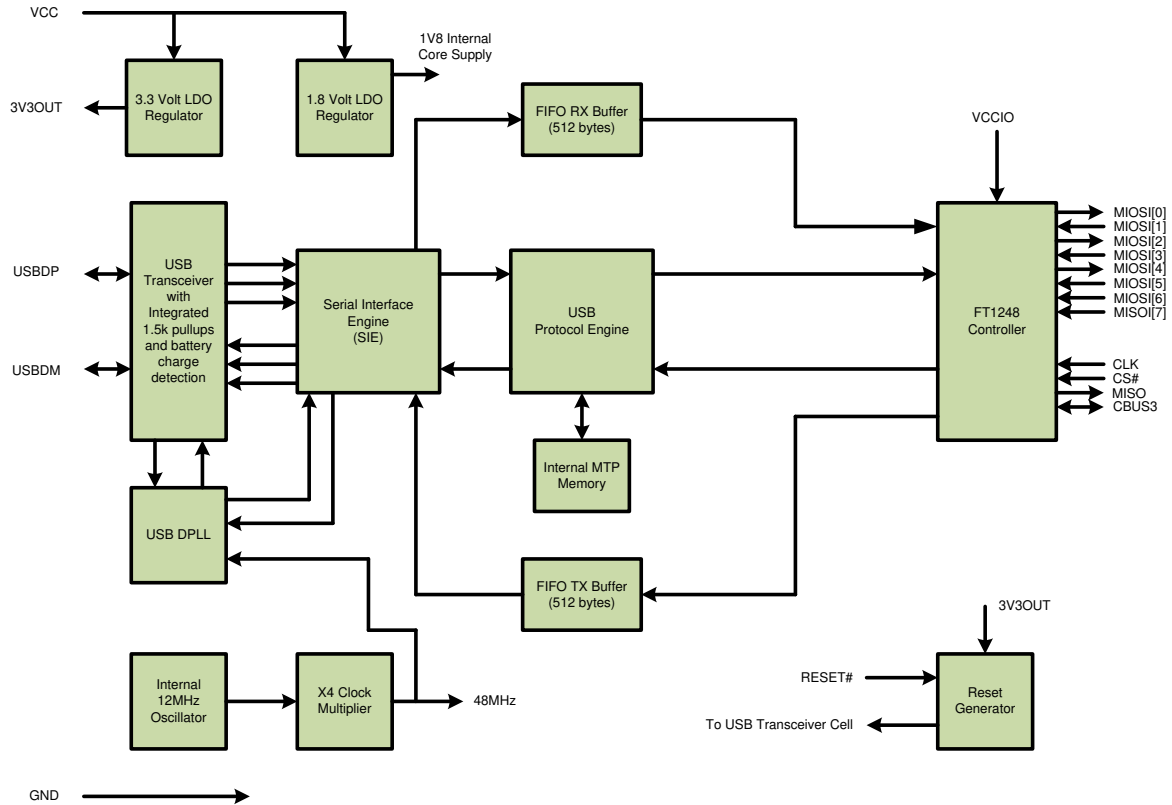 VCC
1V8 Internal
Core Supply
3V3OUT
3.3 Volt LDO
Regulator
1.8 Volt LDO
Regulator
FIFO RX Buffer
(512 bytes)
VCCIO
USBDP
USBDM
USB
Transceiver
with
Integrated
1.5k pullups
and battery
charge
detection
Serial Interface
Engine
(SIE)
USB
Protocol Engine
FT1248
Controller
MIOSI[0]
MIOSI[1]
MIOSI[2]
MIOSI[3]
MIOSI[4]
MIOSI[5]
MIOSI[6]
MISOI[7]
CLK
CS#
MISO
CBUS3
Internal MTP
Memory
USB DPLL
FIFO TX Buffer
(512 bytes)
3V3OUT
Internal
12MHz
Oscillator
X4 Clock
Multiplier
48MHz
RESET#
To USB Transceiver Cell
Reset
Generator
GND